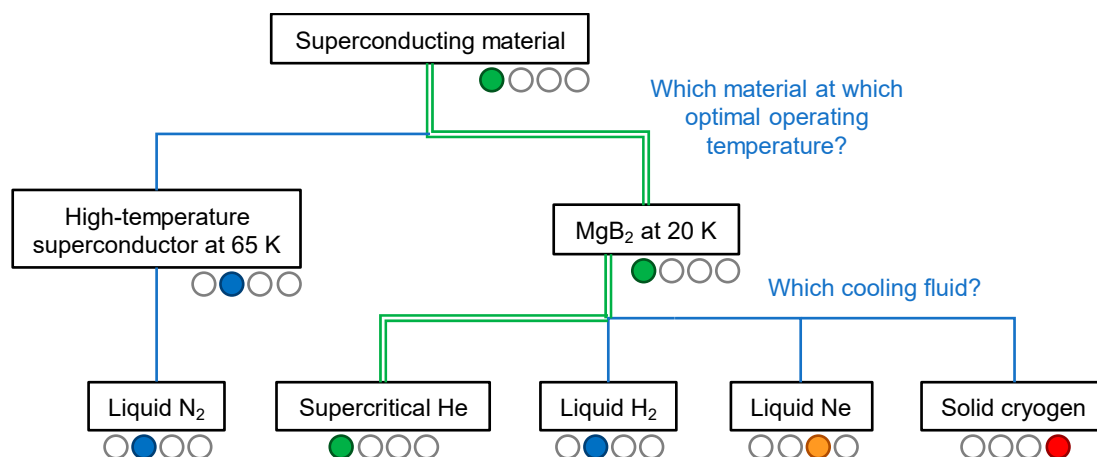 Superconducting material
Which material at which
optimal operating
temperature?
High-temperature
superconductor at 65 K
MgB₂ at 20 K
Which cooling fluid?
Liquid N₂
Supercritical He
Liquid H₂
Liquid Ne
Solid cryogen